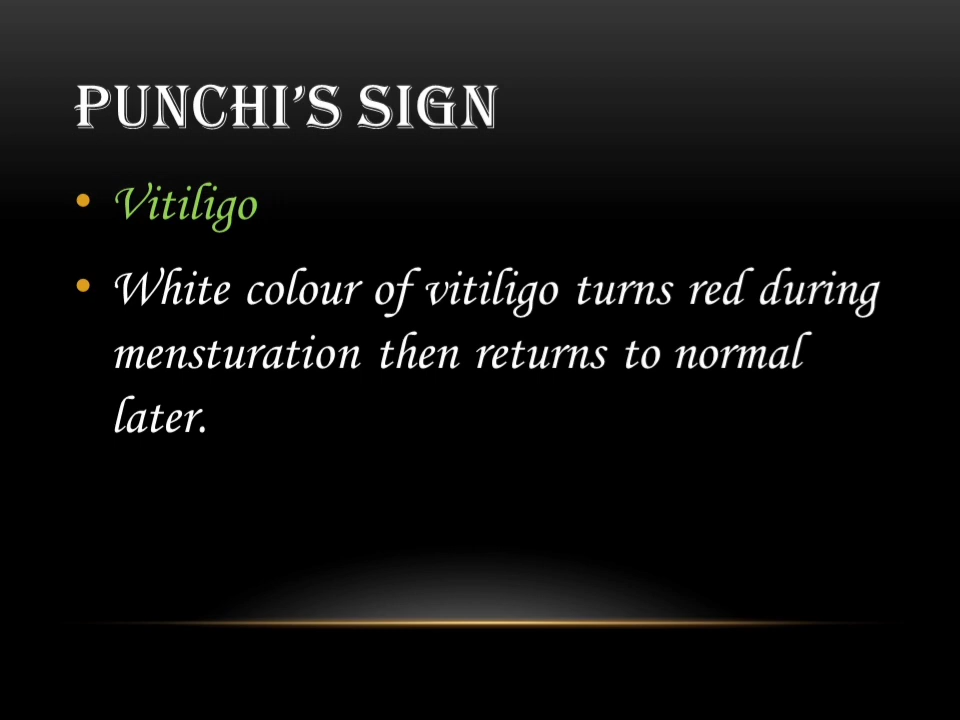 PUNCHI'S SIGN
• Vitiligo
• White colour of vitiligo turns red during
mensturation then returns to normal
later.